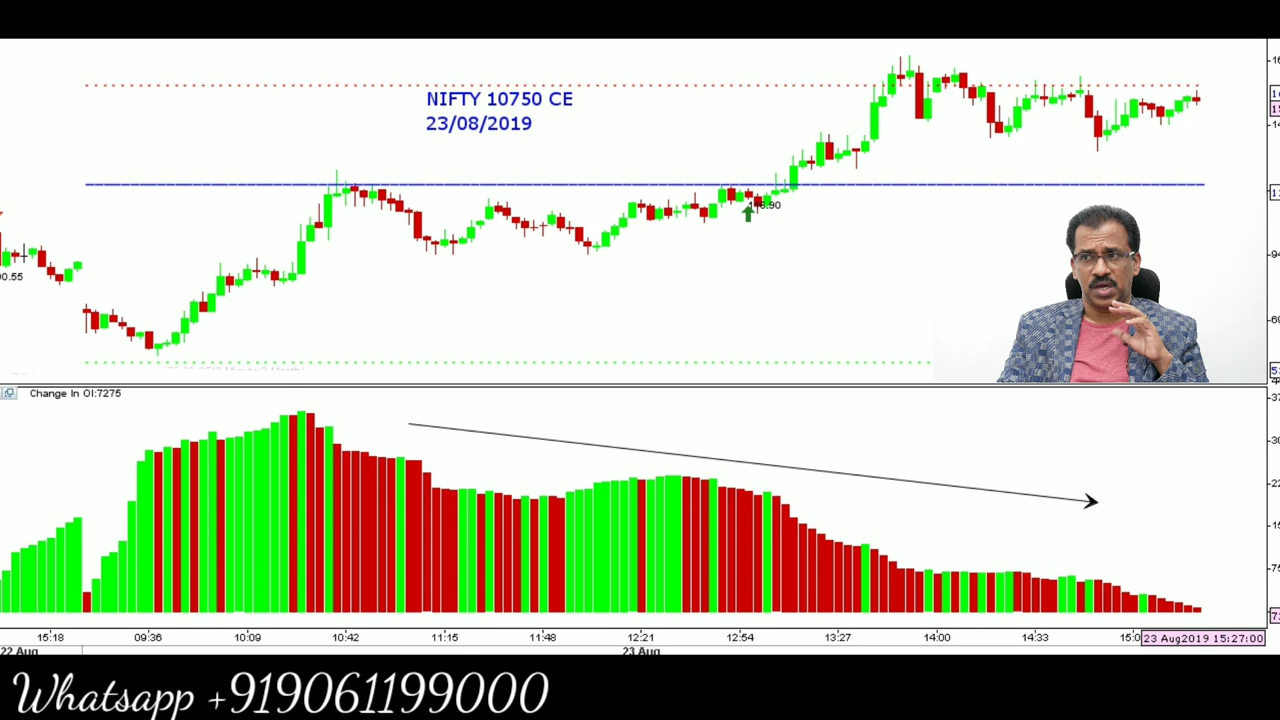 NIFTY 10750 CE
23/08/2019
Change In OI:7275
15:18 09:36 10:09 10:42 11:15 11:48 12:21 12:54 13:27 14:00 14:33 23 Aug2019 15:27:00
22 Aug 23 Aug
Whatsapp +919061199000